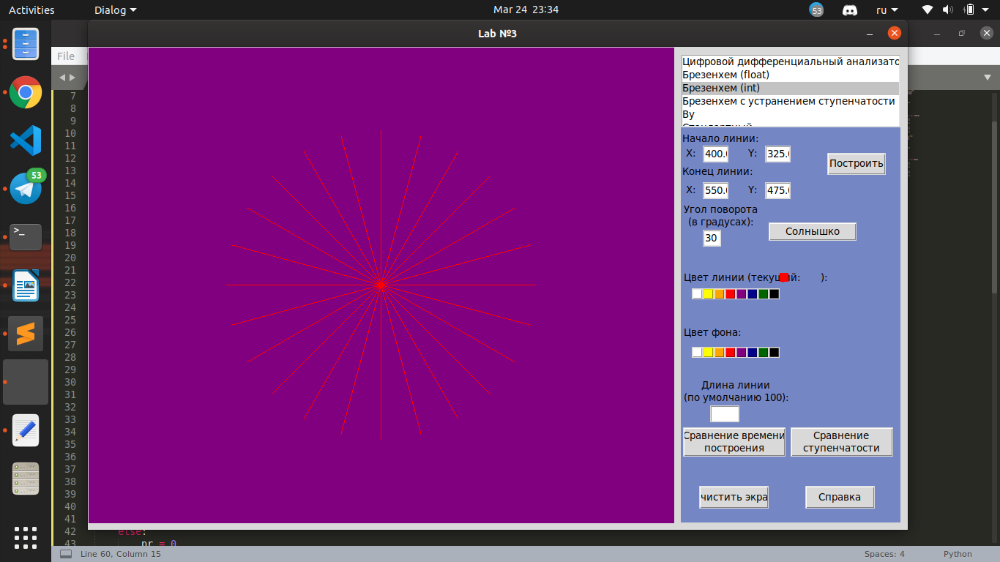 Activities
Dialog
Mar 24 23:34
53
ru
Lab №3
File
53
>_
7
8
9
10
11
12
13
14
15
16
17
18
19
20
21
22
23
24
25
26
27
28
29
30
31
32
33
34
35
36
37
38
39
40
41
42
else:
43
pr = 0
Цифровой дифференциальный анализато
Брезенхем (float)
Брезенхем (int)
Брезенхем с устранением ступенчатости
Ву
Стандартный
Начало линии:
X: 400.( Y: 325.(
Построить
Конец линии:
X: 550.( Y: 475.(
Угол поворота
(в градусах):
30
Солнышко
Цвет линии (текущий: ):
Цвет фона:
Длина линии
(по умолчанию 100):
Сравнение времени
построения
Сравнение
ступенчатости
чистить экра
Справка
Line 60, Column 15
Spaces: 4
Python